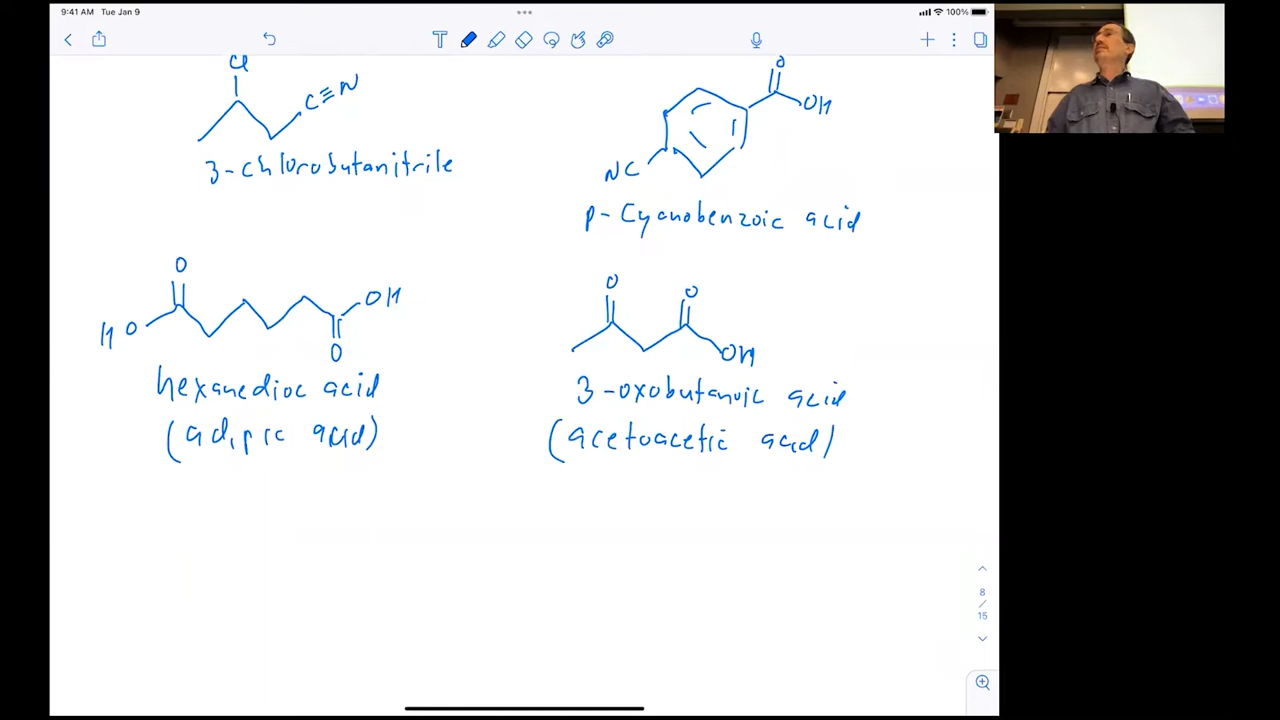 9:41 AM Tue Jan 9
100%
Cl
C≡N
3-chlorobutanitrile
O
OH
NC
p-Cyanobenzoic acid
O
HO
OH
O
hexanedioc acid
(adipic acid)
O
O
OH
3-oxobutanoic acid
(acetoacetic acid)
T
8
/
15